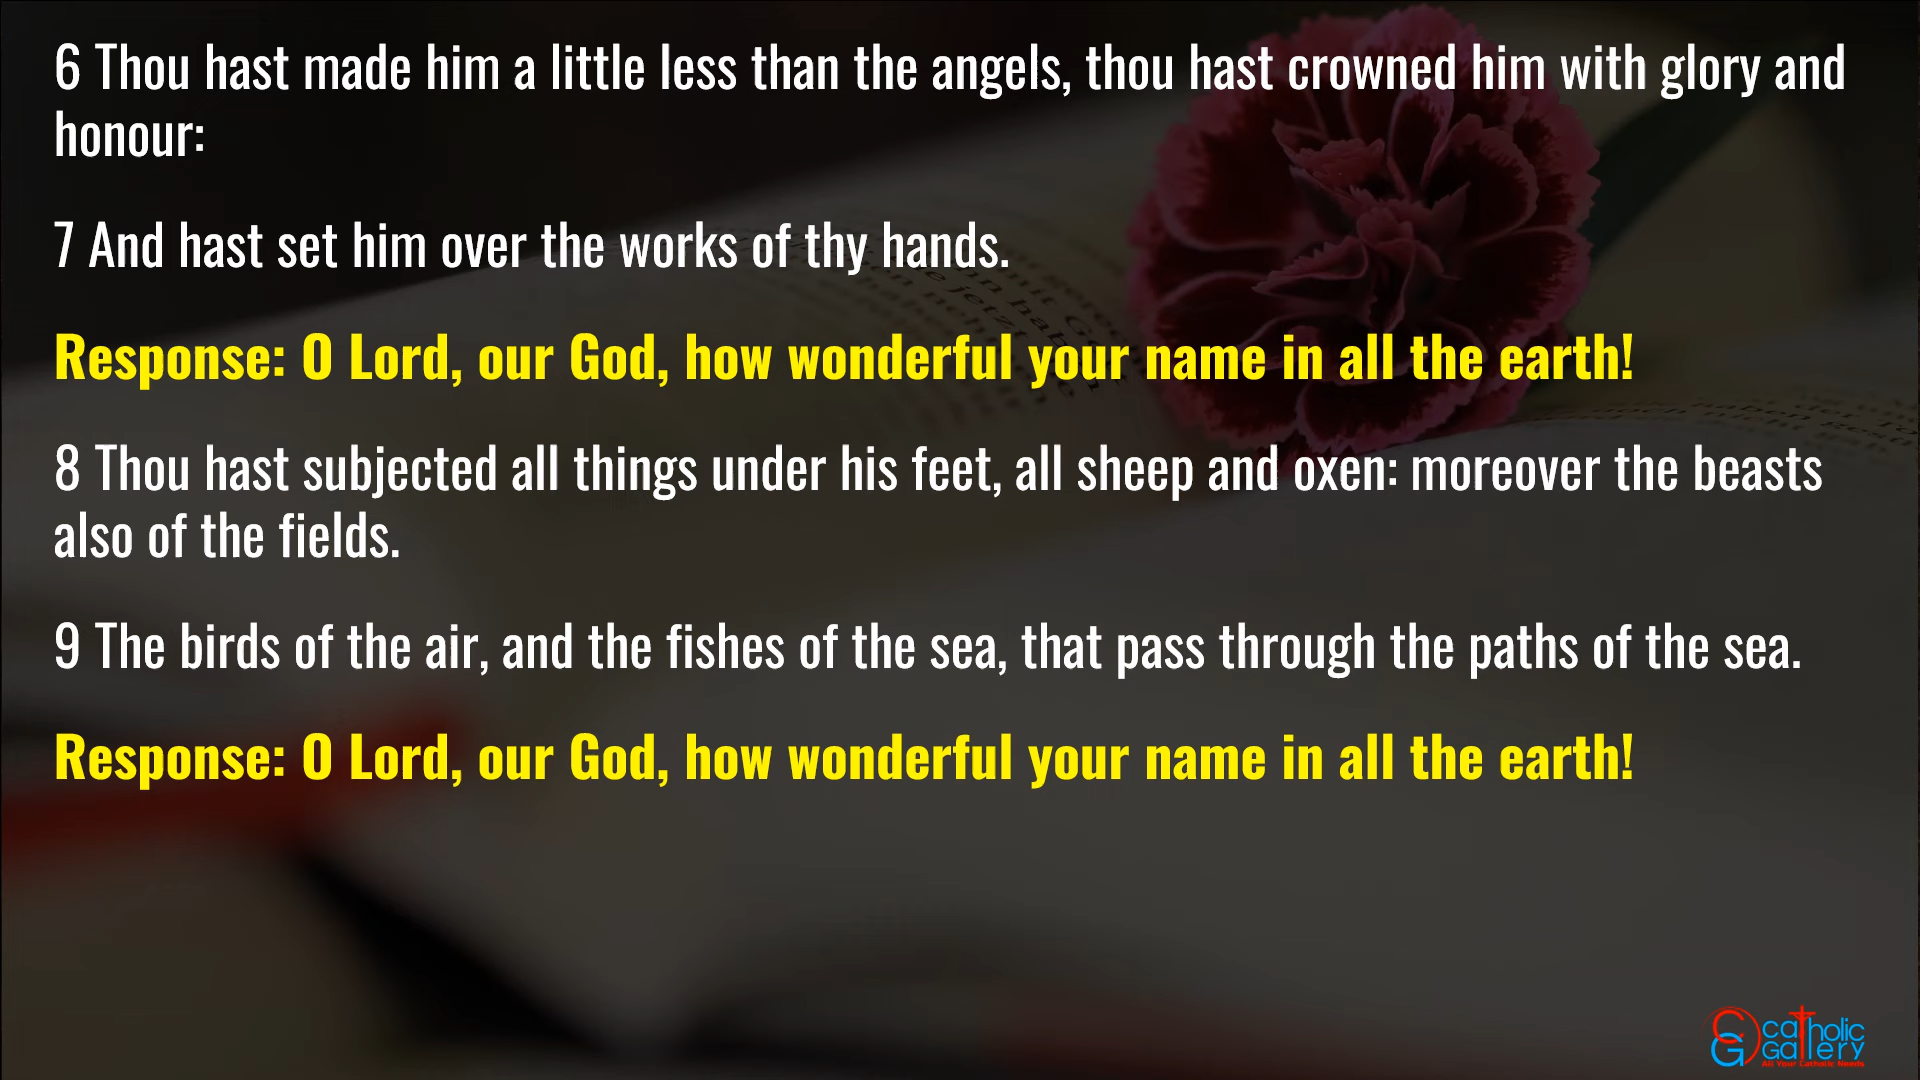 6 Thou hast made him a little less than the angels, thou hast crowned him with glory and
honour:
7 And hast set him over the works of thy hands.
Response: O Lord, our God, how wonderful your name in all the earth!
8 Thou hast subjected all things under his feet, all sheep and oxen: moreover the beasts
also of the fields.
9 The birds of the air, and the fishes of the sea, that pass through the paths of the sea.
Response: O Lord, our God, how wonderful your name in all the earth!
catholic
Gallery
All Your Catholic Needs